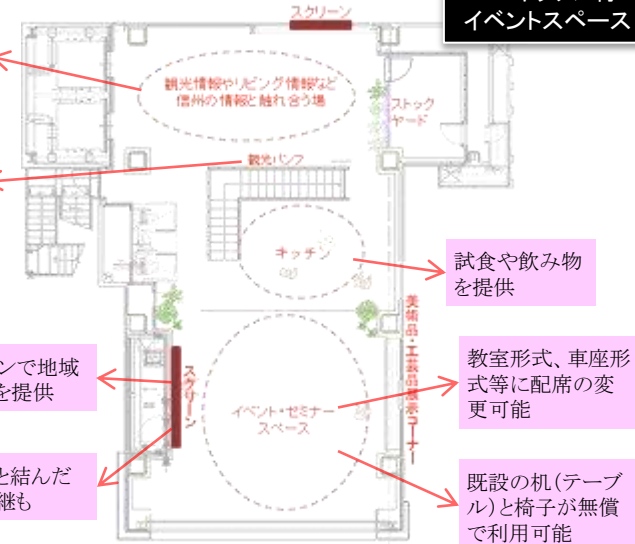 イベントスペース
スクリーン
観光情報やリビング情報など
信州の情報と触れ合う場
ストック
ヤード
観光パンフ
キッチン
試食や飲み物
を提供
美術品・工芸品展示コーナー
ンで地域
を提供
スクリーン
教室形式、車座形
式等に配席の変
更可能
イベント・セミナー
スペース
と結んだ
継も
既設の机(テーブ
ル)と椅子が無償
で利用可能